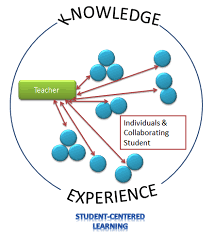 KNOWLEDGE
Teacher
Individuals &
Collaborating
Student
EXPERIENCE
STUDENT-CENTERED
LEARNING